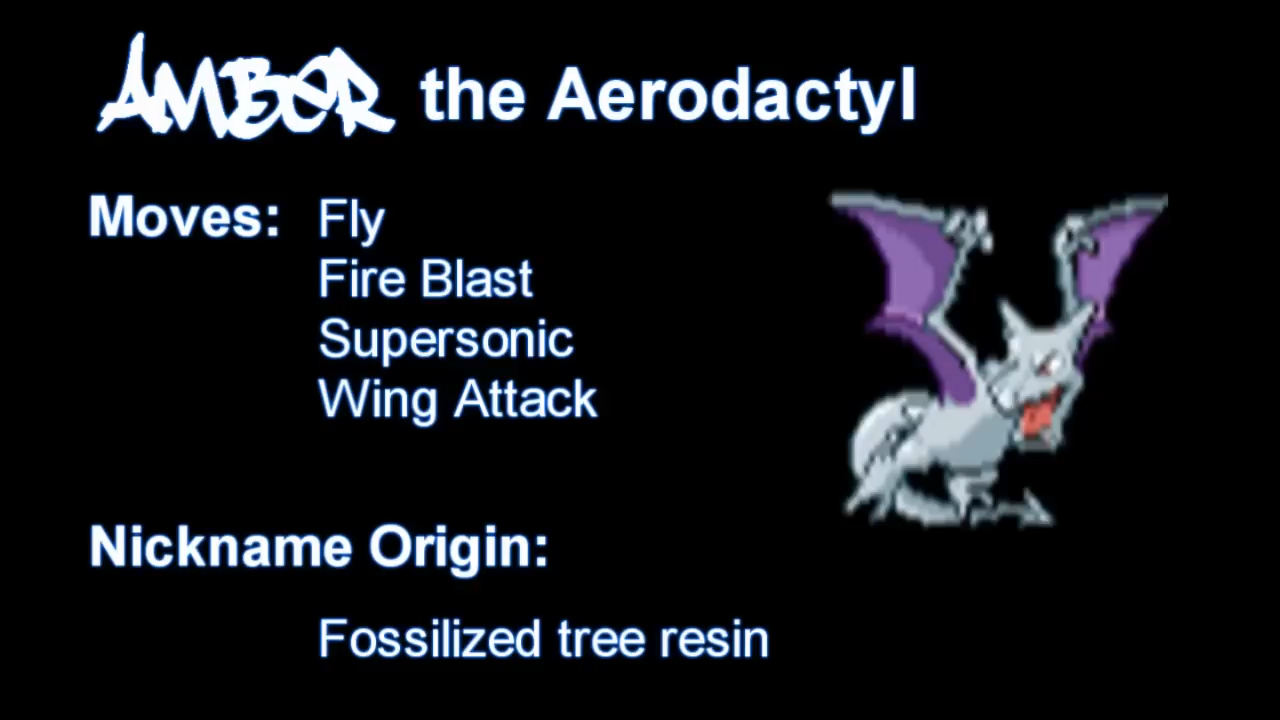 AMBER the Aerodactyl
Moves: Fly
Fire Blast
Supersonic
Wing Attack
Nickname Origin:
Fossilized tree resin